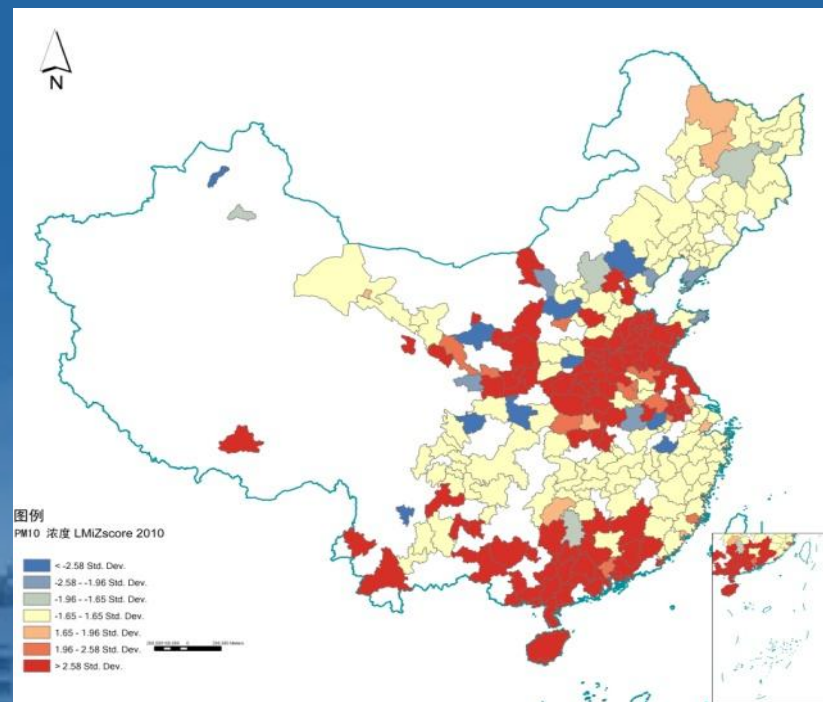 N
图例
PM10 浓度 LMiZscore 2010
< -2.58 Std. Dev.
-2.58 - -1.96 Std. Dev.
-1.96 - -1.65 Std. Dev.
-1.65 - 1.65 Std. Dev.
1.65 - 1.96 Std. Dev.
1.96 - 2.58 Std. Dev.
> 2.58 Std. Dev.